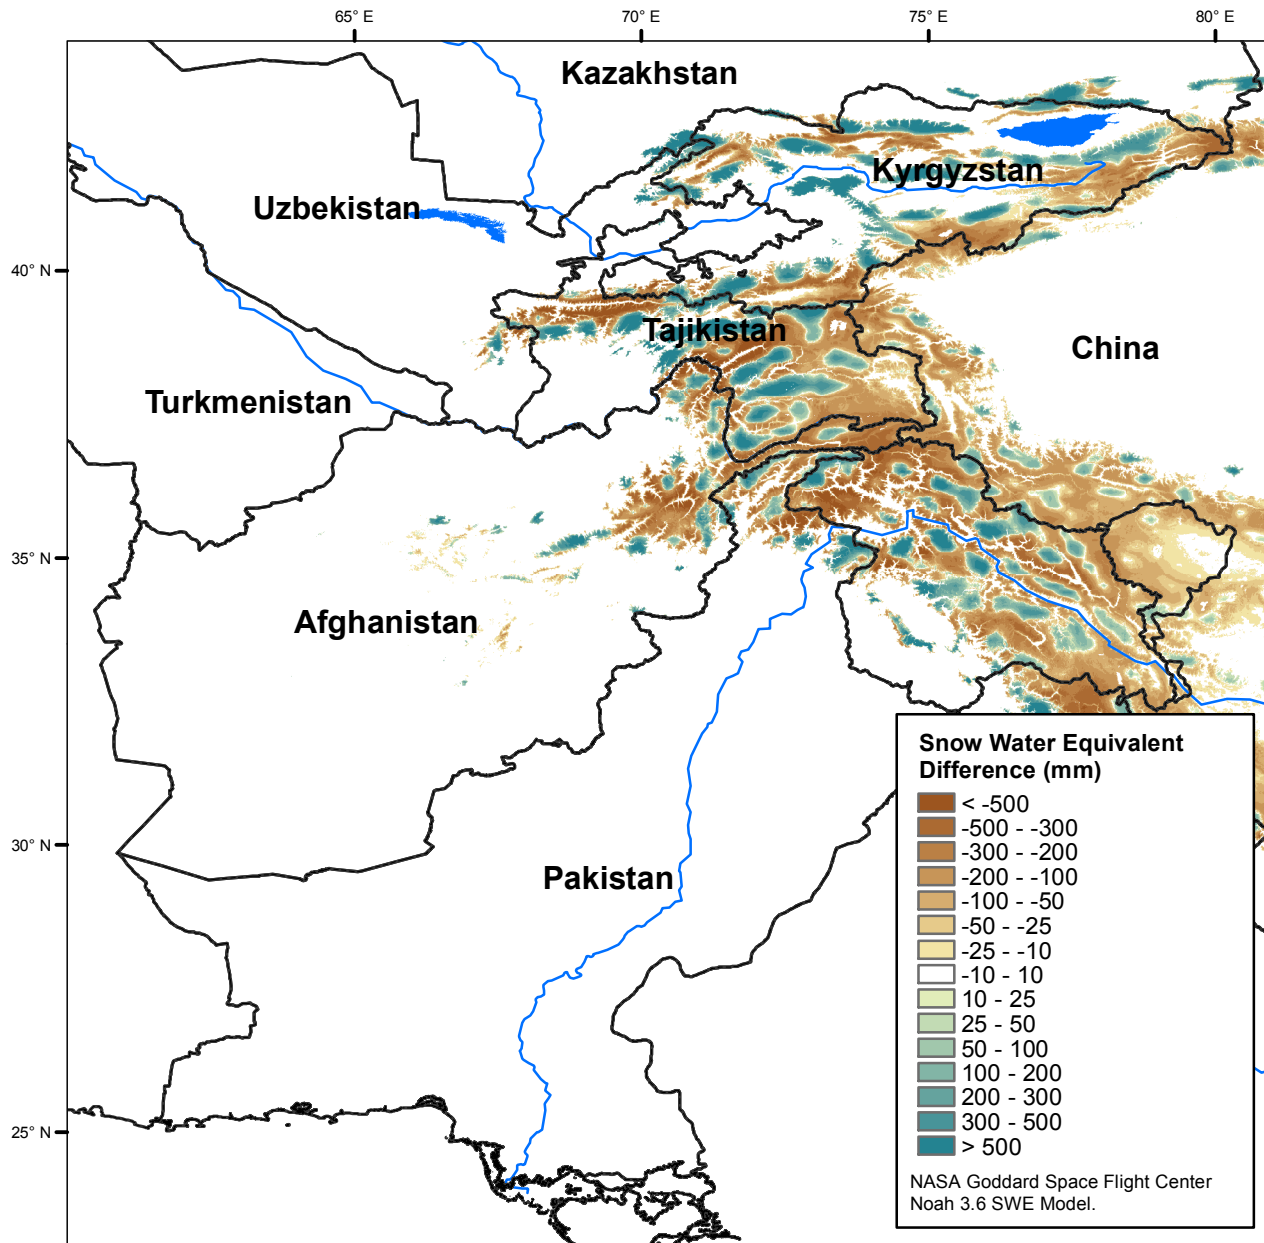 65° E
70° E
75° E
80° E
Kazakhstan
Kyrgyzstan
Uzbekistan
40° N
Tajikistan
China
Turkmenistan
35° N
Afghanistan
Snow Water Equivalent
Difference (mm)
< -500
-500 - -300
-300 - -200
-200 - -100
-100 - -50
-50 - -25
-25 - -10
-10 - 10
10 - 25
25 - 50
50 - 100
100 - 200
200 - 300
300 - 500
> 500
NASA Goddard Space Flight Center
Noah 3.6 SWE Model.
30° N
Pakistan
25° N